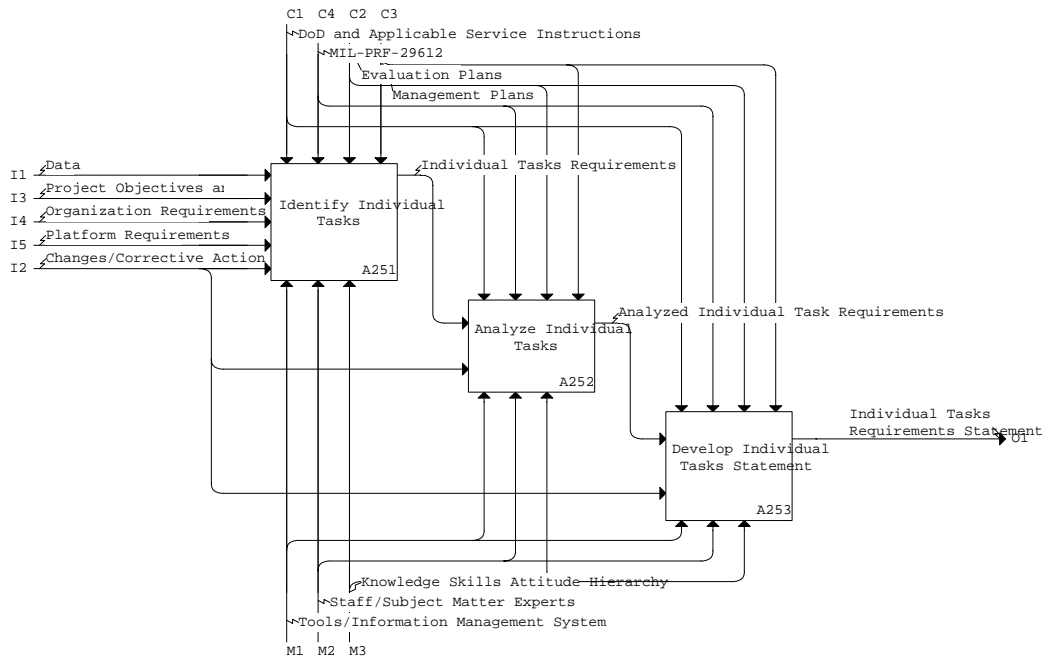 C1 C4 C2 C3
DoD and Applicable Service Instructions
MIL-PRF-29612
Evaluation Plans
Management Plans
I1 Data
Individual Tasks Requirements
I3 Project Objectives a
I4 Organization Requirements
Identify Individual
Tasks
I5 Platform Requirements
I2 Changes/Corrective Action
A251
Analyzed Individual Task Requirements
Analyze Individual
Tasks
A252
Individual Tasks
Requirements Statement
O1
Develop Individual
Tasks Statement
A253
Knowledge Skills Attitude Hierarchy
Staff/Subject Matter Experts
Tools/Information Management System
M1 M2 M3